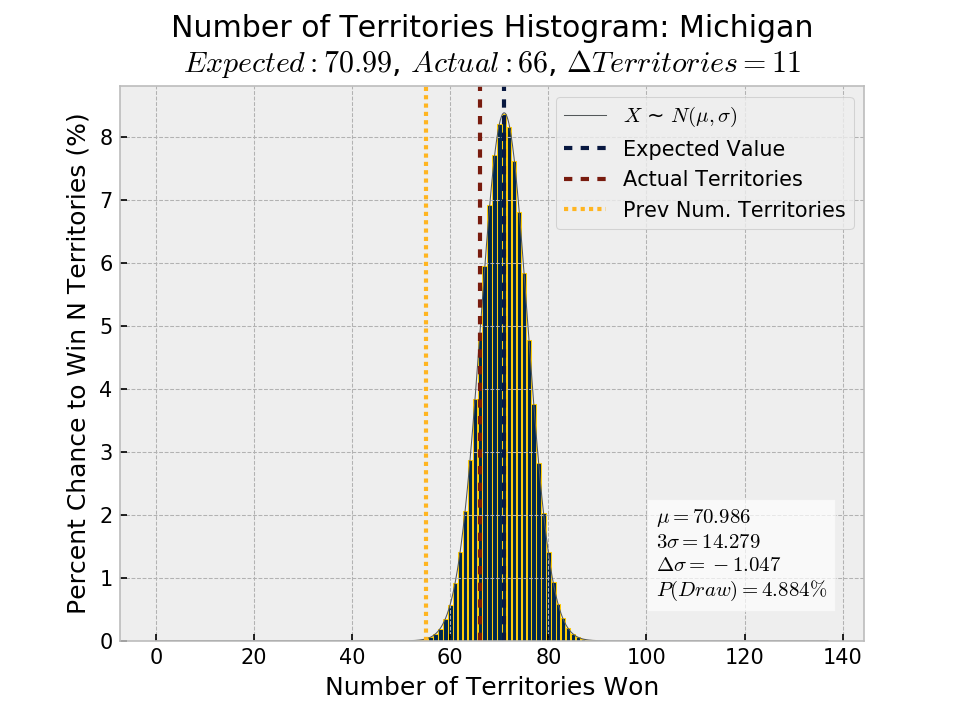 Number of Territories Histogram: Michigan
Expected : 70.99, Actual : 66, ΔTerritories = 11
Percent Chance to Win N Territories (%)
8
7
6
5
4
3
2
1
0
X ~ N(μ, σ)
Expected Value
Actual Territories
Prev Num. Territories
μ = 70.986
3σ = 14.279
Δσ = −1.047
P(Draw) = 4.884%
0 20 40 60 80 100 120 140
Number of Territories Won